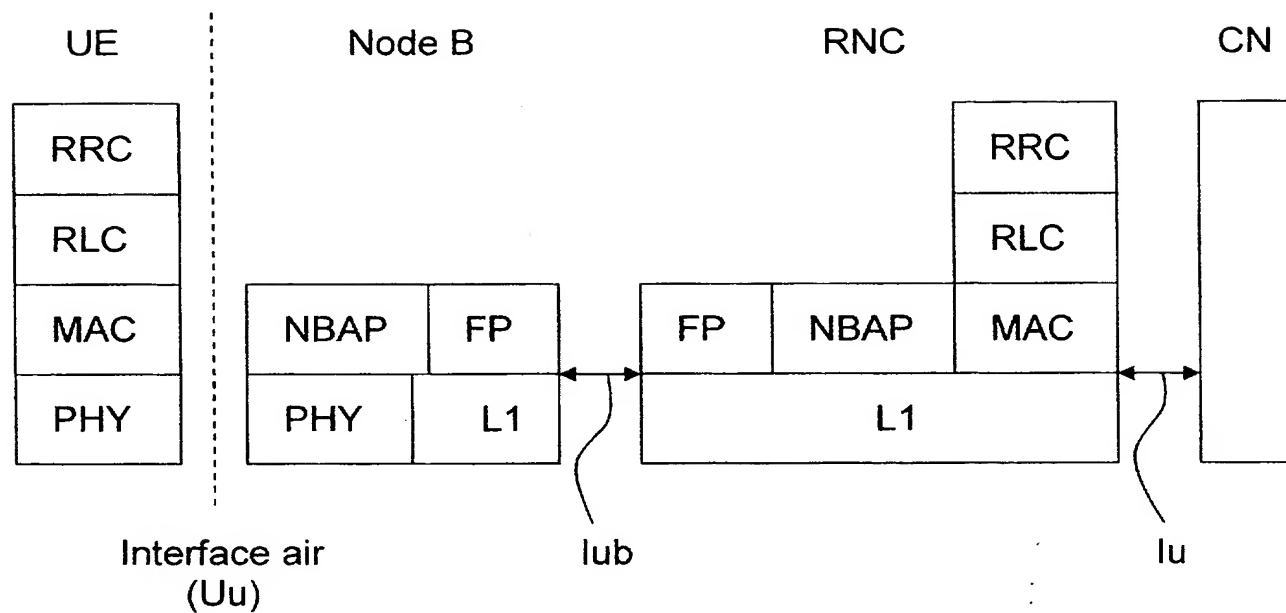 UE Node B RNC CN
RRC RRC
RLC RLC
MAC NBAP FP FP NBAP MAC
PHY PHY L1 L1
Interface air
(Uu)
Iub
Iu